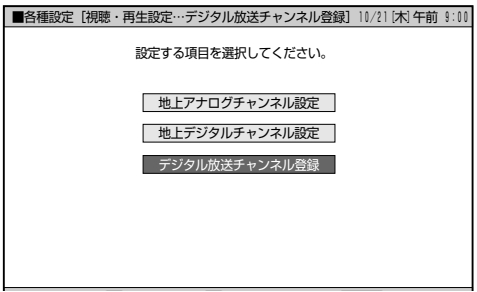 ■各種設定［視聴・再生設定…デジタル放送チャンネル登録］ 10/21[木]午前 9:00
設定する項目を選択してください。
地上アナログチャンネル設定
地上デジタルチャンネル設定
デジタル放送チャンネル登録